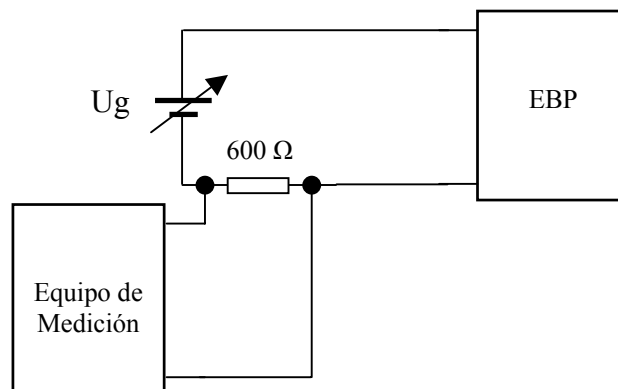 EBP
Ug
600 Ω
Equipo de
Medición